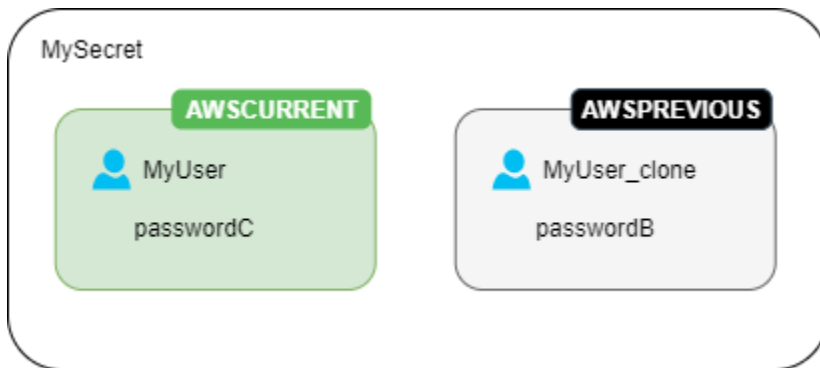 MySecret
AWSCURRENT
MyUser
passwordC
AWSPREVIOUS
MyUser_clone
passwordB